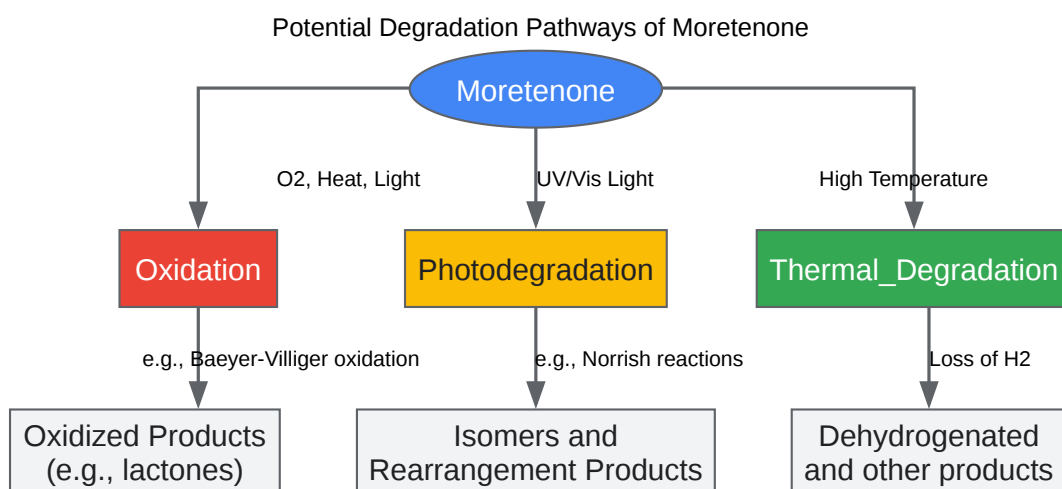 Potential Degradation Pathways of Moretenone
Moretenone
O2, Heat, Light
UV/Vis Light
High Temperature
Oxidation
Photodegradation
Thermal_Degradation
e.g., Baeyer-Villiger oxidation
e.g., Norrish reactions
Loss of H2
Oxidized Products
(e.g., lactones)
Isomers and
Rearrangement Products
Dehydrogenated
and other products